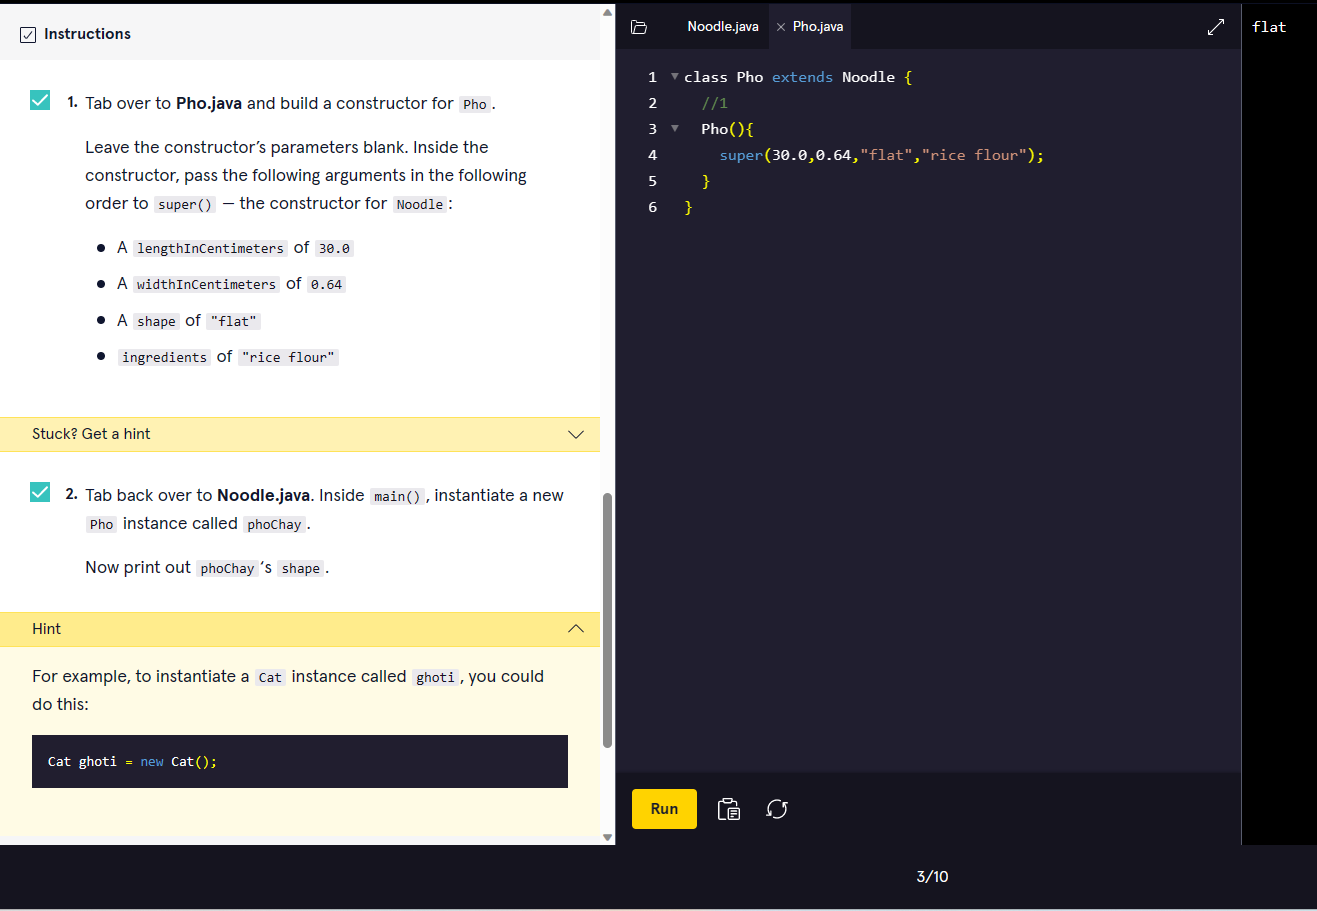 Instructions
1. Tab over to Pho.java and build a constructor for Pho .
Leave the constructor’s parameters blank. Inside the
constructor, pass the following arguments in the following
order to super() — the constructor for Noodle :
• A lengthInCentimeters of 30.0
• A widthInCentimeters of 0.64
• A shape of "flat"
• ingredients of "rice flour"
Stuck? Get a hint
2. Tab back over to Noodle.java. Inside main() , instantiate a new
Pho instance called phoChay .
Now print out phoChay ‘s shape .
Hint
For example, to instantiate a Cat instance called ghoti , you could
do this:
Cat ghoti = new Cat();
Noodle.java × Pho.java
1 class Pho extends Noodle {
2 //1
3 Pho(){
4 super(30.0,0.64,"flat","rice flour");
5 }
6 }
Run
flat
3/10